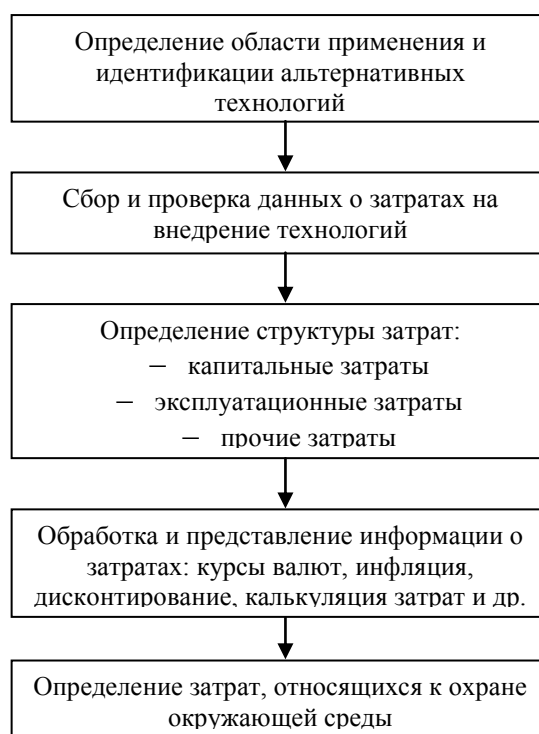 Определение области применения и
идентификации альтернативных
технологий
Сбор и проверка данных о затратах на
внедрение технологий
Определение структуры затрат:
− капитальные затраты
− эксплуатационные затраты
− прочие затраты
Обработка и представление информации о
затратах: курсы валют, инфляция,
дисконтирование, калькуляция затрат и др.
Определение затрат, относящихся к охране
окружающей среды